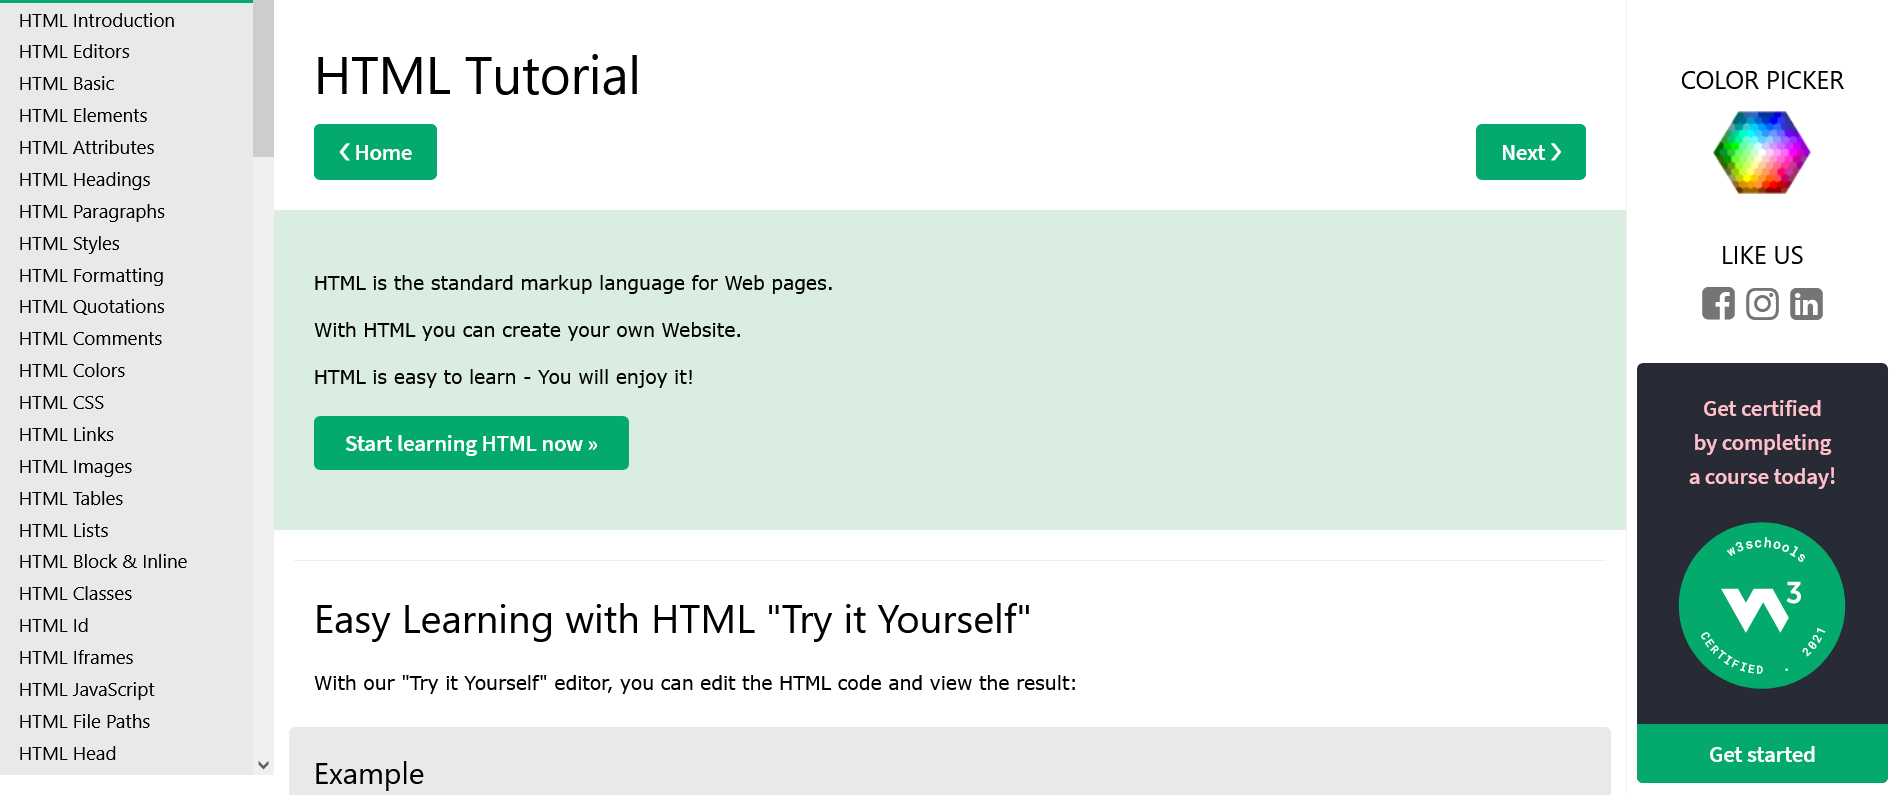 HTML Introduction
HTML Editors
HTML Basic
HTML Elements
HTML Attributes
HTML Headings
HTML Paragraphs
HTML Styles
HTML Formatting
HTML Quotations
HTML Comments
HTML Colors
HTML CSS
HTML Links
HTML Images
HTML Tables
HTML Lists
HTML Block & Inline
HTML Classes
HTML Id
HTML Iframes
HTML JavaScript
HTML File Paths
HTML Head
HTML Tutorial
❮ Home
Next ❯
HTML is the standard markup language for Web pages.
With HTML you can create your own Website.
HTML is easy to learn - You will enjoy it!
Start learning HTML now »
Easy Learning with HTML "Try it Yourself"
With our "Try it Yourself" editor, you can edit the HTML code and view the result:
Example
COLOR PICKER
LIKE US
Get certified
by completing
a course today!
w3schools
W3
CERTIFIED . 2021
Get started